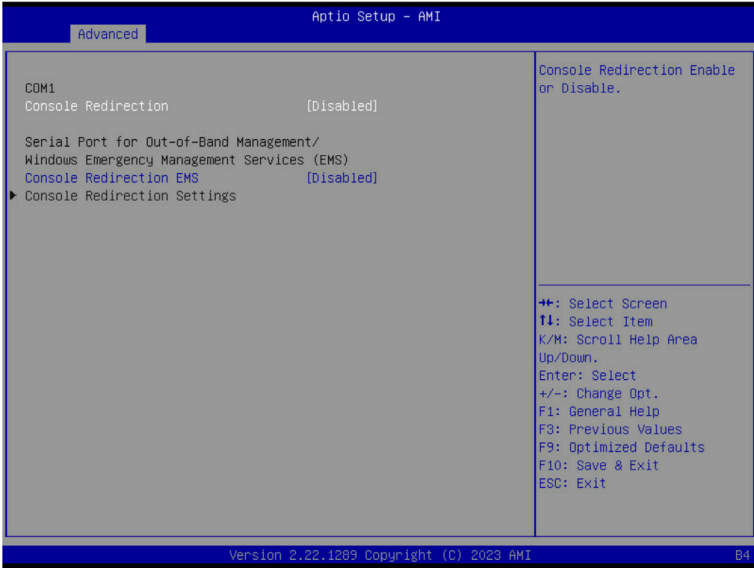 Aptio Setup - AMI
Advanced
COM1
Console Redirection [Disabled]
Serial Port for Out-of-Band Management/
Windows Emergency Management Services (EMS)
Console Redirection EMS [Disabled]
▶ Console Redirection Settings
Console Redirection Enable
or Disable.
→←: Select Screen
↑↓: Select Item
K/M: Scroll Help Area
Up/Down.
Enter: Select
+/-: Change Opt.
F1: General Help
F3: Previous Values
F9: Optimized Defaults
F10: Save & Exit
ESC: Exit
Version 2.22.1289 Copyright (C) 2023 AMI
B4